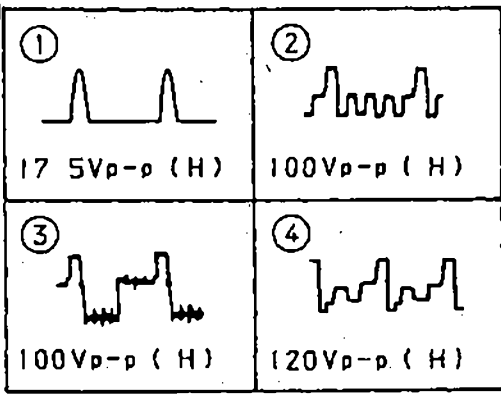 ①
17.5Vp-p (H)
②
100Vp-p (H)
③
100Vp-p (H)
④
120Vp-p (H)